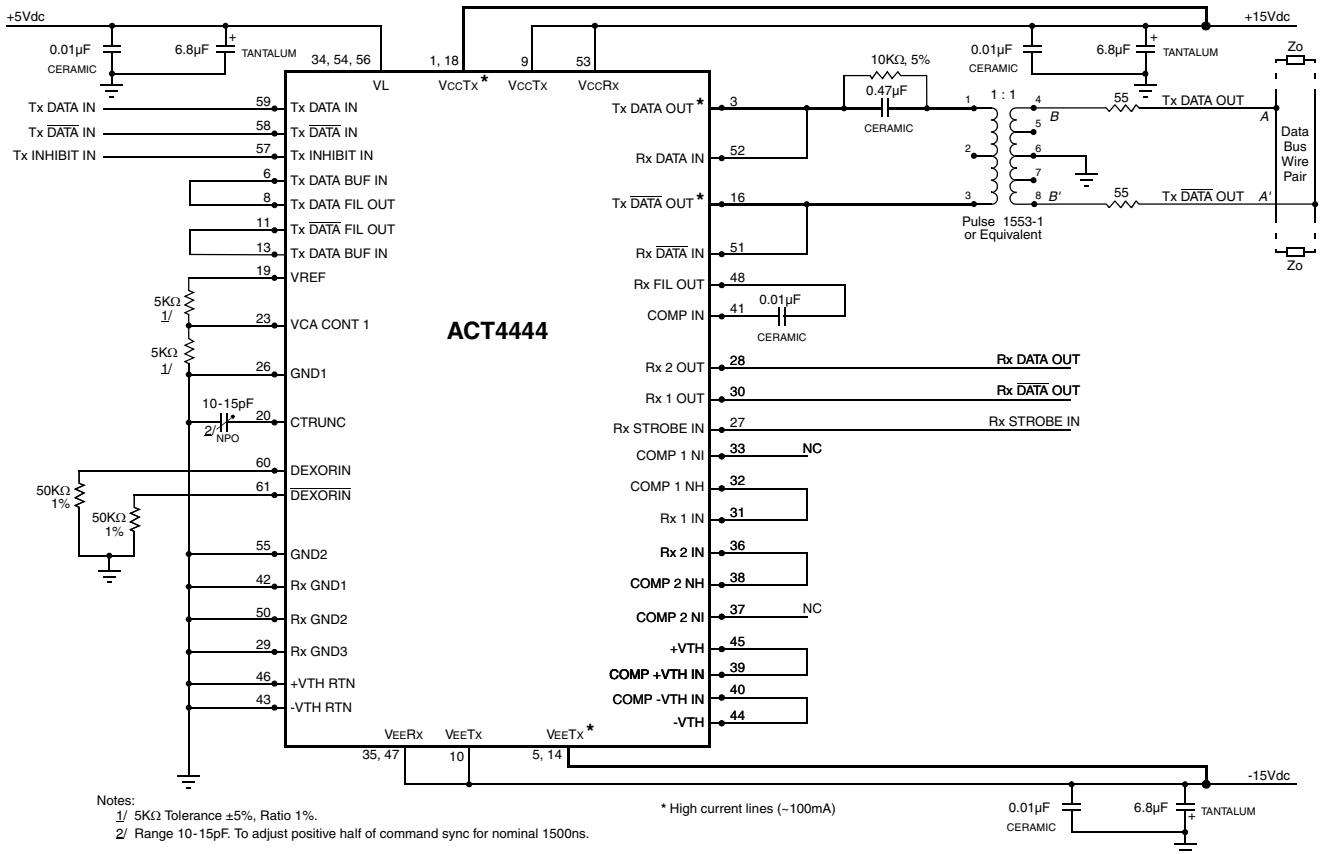 +5Vdc
+15Vdc
0.01µF
CERAMIC
6.8µF
+
TANTALUM
34, 54, 56
VL
1, 18
VCCTX *
9
VCCTX
53
VCCRX
10KΩ, 5%
0.47µF
CERAMIC
0.01µF
CERAMIC
6.8µF
+
TANTALUM
Zo
Tx DATA IN
59
Tx DATA IN
Tx D̅A̅T̅A̅ IN
58
Tx D̅A̅T̅A̅ IN
Tx INHIBIT IN
57
Tx INHIBIT IN
6
Tx DATA BUF IN
8
Tx DATA FIL OUT
11
Tx D̅A̅T̅A̅ FIL OUT
13
Tx DATA BUF IN
19
VREF
5KΩ
1/
23
VCA CONT 1
5KΩ
1/
26
GND1
10-15pF
2/
NPO
20
CTRUNC
60
DEXORIN
61
D̅E̅X̅O̅R̅I̅N̅
50KΩ
1%
50KΩ
1%
55
GND2
42
Rx GND1
50
Rx GND2
29
Rx GND3
46
+VTH RTN
43
-VTH RTN
ACT4444
Tx DATA OUT *
3
Rx DATA IN
52
Tx D̅A̅T̅A̅ OUT *
16
Rx D̅A̅T̅A̅ IN
51
Rx FIL OUT
48
COMP IN
41
0.01µF
CERAMIC
Rx 2 OUT
28
Rx DATA OUT
Rx 1 OUT
30
Rx D̅A̅T̅A̅ OUT
Rx STROBE IN
27
Rx STROBE IN
COMP 1 NI
33
NC
COMP 1 NH
32
Rx 1 IN
31
Rx 2 IN
36
COMP 2 NH
38
COMP 2 NI
37
NC
+VTH
45
COMP +VTH IN
39
COMP -VTH IN
40
-VTH
44
1 : 1
1
2
3
4
5
6
7
8
B
B'
55
Tx DATA OUT
A
55
Tx D̅A̅T̅A̅ OUT
A'
Data
Bus
Wire
Pair
Zo
Pulse 1553-1
or Equivalent
VEERX
35, 47
VEETX
10
VEETX *
5, 14
-15Vdc
0.01µF
CERAMIC
6.8µF
+
TANTALUM
* High current lines (~100mA)
Notes:
1/ 5KΩ Tolerance ±5%, Ratio 1%.
2/ Range 10-15pF. To adjust positive half of command sync for nominal 1500ns.